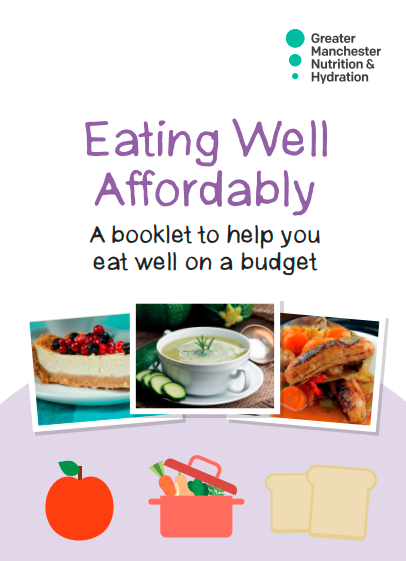 Greater
Manchester
Nutrition &
Hydration
Eating Well
Affordably
A booklet to help you
eat well on a budget